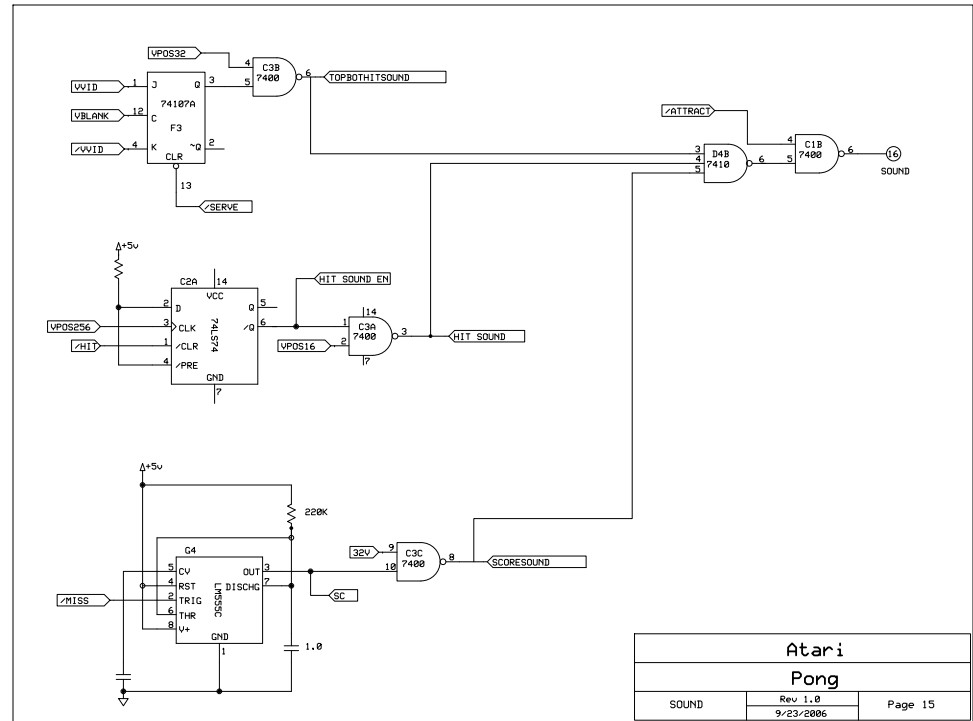 VPOS32
4
C3B
7400
6
TOPBOTHITSOUND
5
VVID
1
J
Q
3
74107A
VBLANK
12
C
F3
/VVID
4
K
~Q
2
CLR
13
/SERVE
/ATTRACT
4
C1B
7400
6
16
SOUND
5
3
4
5
D4B
7410
6
+5v
C2A
14
VCC
HIT SOUND EN
2
D
Q
5
VPOS256
3
CLK
/Q
6
/HIT
1
/CLR
74LS74
4
/PRE
GND
7
14
1
C3A
7400
3
HIT SOUND
VPOS16
2
7
+5v
220K
G4
5
CV
OUT
3
4
RST
DISCHG
7
/MISS
2
TRIG
6
THR
8
V+
LM555C
GND
1
1.0
32V
9
C3C
7400
8
SCORESOUND
10
SC
Atari
Pong
SOUND
Rev 1.0
9/23/2006
Page 15